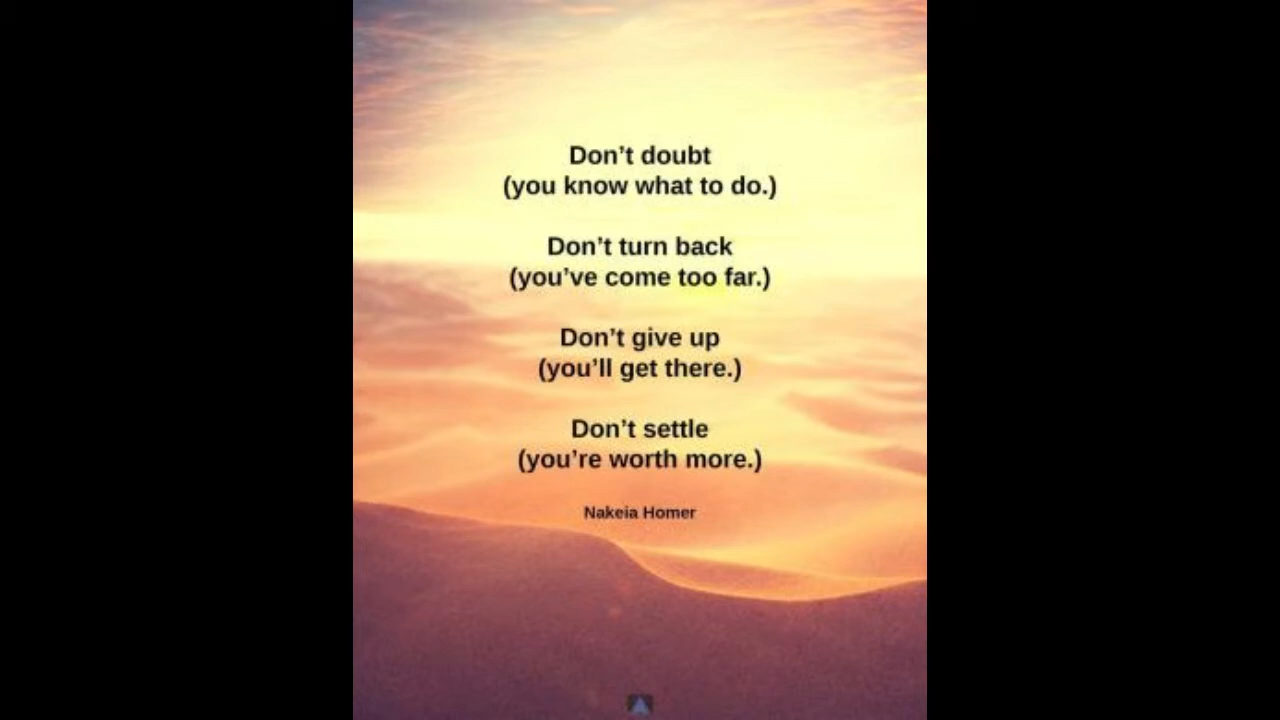 Don’t doubt
(you know what to do.)
Don’t turn back
(you’ve come too far.)
Don’t give up
(you’ll get there.)
Don’t settle
(you’re worth more.)
Nakeia Homer